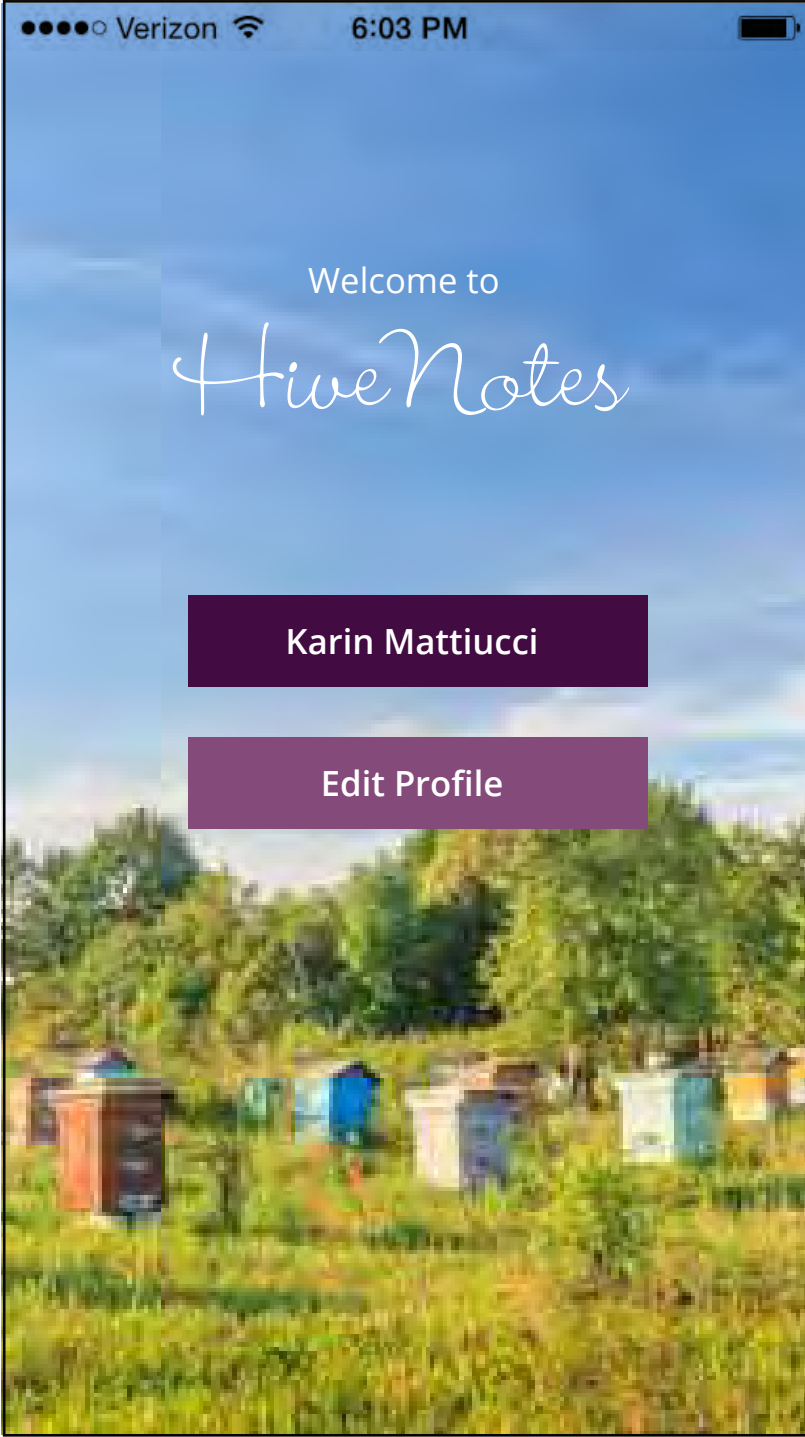 Verizon 6:03 PM
Welcome to
HiveNotes
Karin Mattiucci
Edit Profile